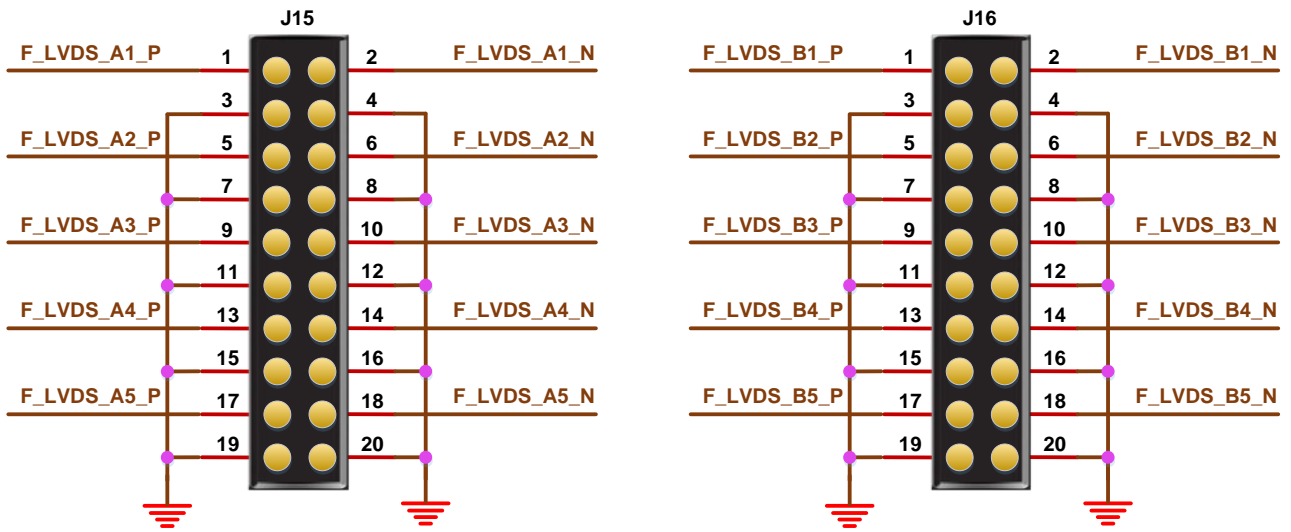 J15 J16
F_LVDS_A1_P 1 2 F_LVDS_A1_N F_LVDS_B1_P 1 2 F_LVDS_B1_N
3 4 3 4
F_LVDS_A2_P 5 6 F_LVDS_A2_N F_LVDS_B2_P 5 6 F_LVDS_B2_N
7 8 7 8
F_LVDS_A3_P 9 10 F_LVDS_A3_N F_LVDS_B3_P 9 10 F_LVDS_B3_N
11 12 11 12
F_LVDS_A4_P 13 14 F_LVDS_A4_N F_LVDS_B4_P 13 14 F_LVDS_B4_N
15 16 15 16
F_LVDS_A5_P 17 18 F_LVDS_A5_N F_LVDS_B5_P 17 18 F_LVDS_B5_N
19 20 19 20